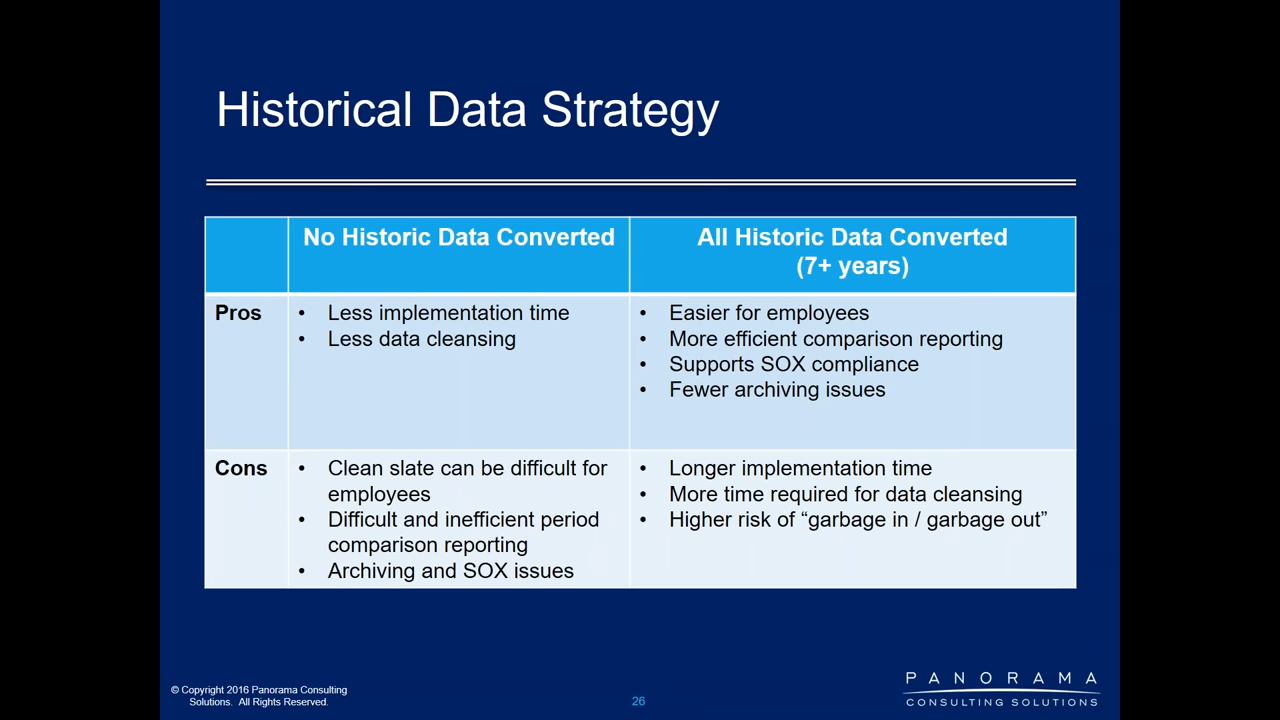 Historical Data Strategy
No Historic Data Converted
All Historic Data Converted
(7+ years)
Pros
• Less implementation time
• Less data cleansing
• Easier for employees
• More efficient comparison reporting
• Supports SOX compliance
• Fewer archiving issues
Cons
• Clean slate can be difficult for
employees
• Difficult and inefficient period
comparison reporting
• Archiving and SOX issues
• Longer implementation time
• More time required for data cleansing
• Higher risk of “garbage in / garbage out”
© Copyright 2016 Panorama Consulting
Solutions. All Rights Reserved.
26
PANORAMA
CONSULTING SOLUTIONS